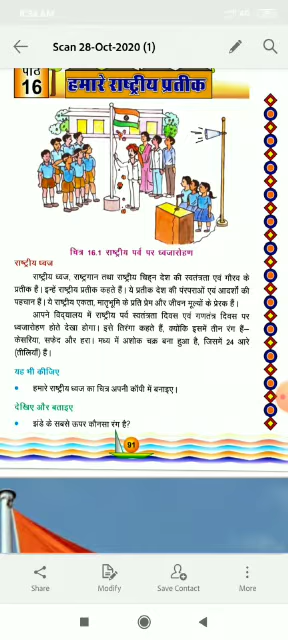 Scan 28-Oct-2020 (1)
पाठ
16
हमारे राष्ट्रीय प्रतीक
चित्र 16.1 राष्ट्रीय पर्व पर ध्वजारोहण
राष्ट्रीय ध्वज
राष्ट्रीय ध्वज, राष्ट्रगान तथा राष्ट्रीय चिह्न देश की स्वतंत्रता एवं गौरव के
प्रतीक हैं। इन्हें राष्ट्रीय प्रतीक कहते हैं। ये प्रतीक देश की परंपराओं एवं आदर्शों की
पहचान हैं। ये राष्ट्रीय एकता, मातृभूमि के प्रति प्रेम और जीवन मूल्यों के प्रेरक हैं।
आपने विद्यालय में राष्ट्रीय पर्व स्वतंत्रता दिवस एवं गणतंत्र दिवस पर
ध्वजारोहण होते देखा होगा। इसे तिरंगा कहते हैं, क्योंकि इसमें तीन रंग हैं–
केसरिया, सफेद और हरा। मध्य में अशोक चक्र बना हुआ है, जिसमें 24 आरे
(तीलियाँ) हैं।
यह भी कीजिए
• हमारे राष्ट्रीय ध्वज का चित्र अपनी कॉपी में बनाइए।
देखिए और बताइए
• झंडे के सबसे ऊपर कौनसा रंग है?
91
Share
Modify
Save Contact
More